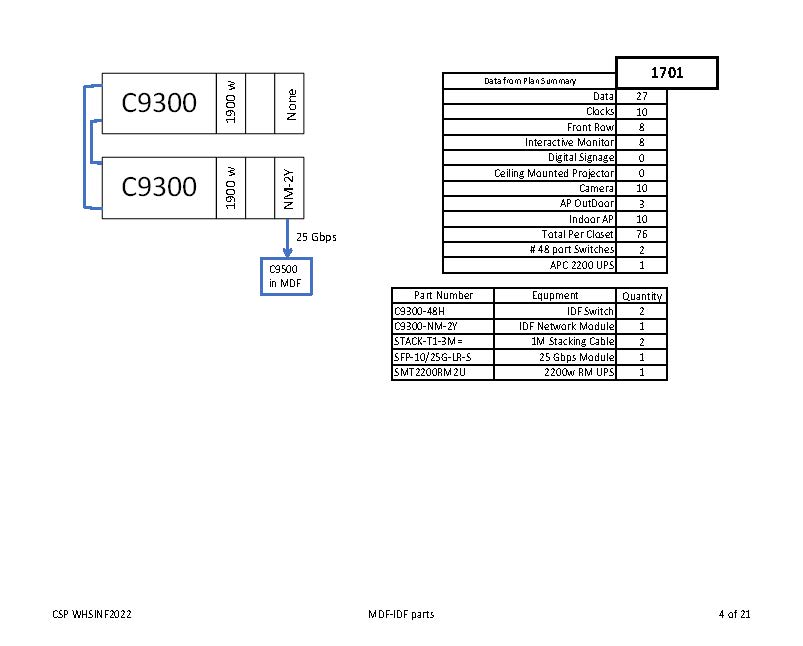 C9300
1900 w
None
C9300
1900 w
NM-2Y
25 Gbps
C9500
in MDF
1701
Data from Plan Summary
Data 27
Clocks 10
Front Row 8
Interactive Monitor 8
Digital Signage 0
Ceiling Mounted Projector 0
Camera 10
AP OutDoor 3
Indoor AP 10
Total Per Closet 76
# 48 port Switches 2
APC 2200 UPS 1
Part Number Equpment Quantity
C9300-48H IDF Switch 2
C9300-NM-2Y IDF Network Module 1
STACK-T1-3M= 1M Stacking Cable 2
SFP-10/25G-LR-S 25 Gbps Module 1
SMT2200RM2U 2200w RM UPS 1
CSP WHSINF2022 MDF-IDF parts 4 of 21